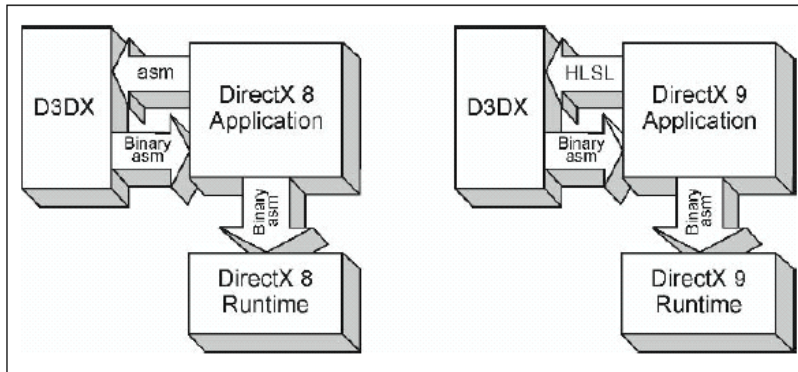 D3DX
asm
Binary
asm
DirectX 8
Application
Binary
asm
DirectX 8
Runtime
D3DX
HLSL
Binary
asm
DirectX 9
Application
Binary
asm
DirectX 9
Runtime